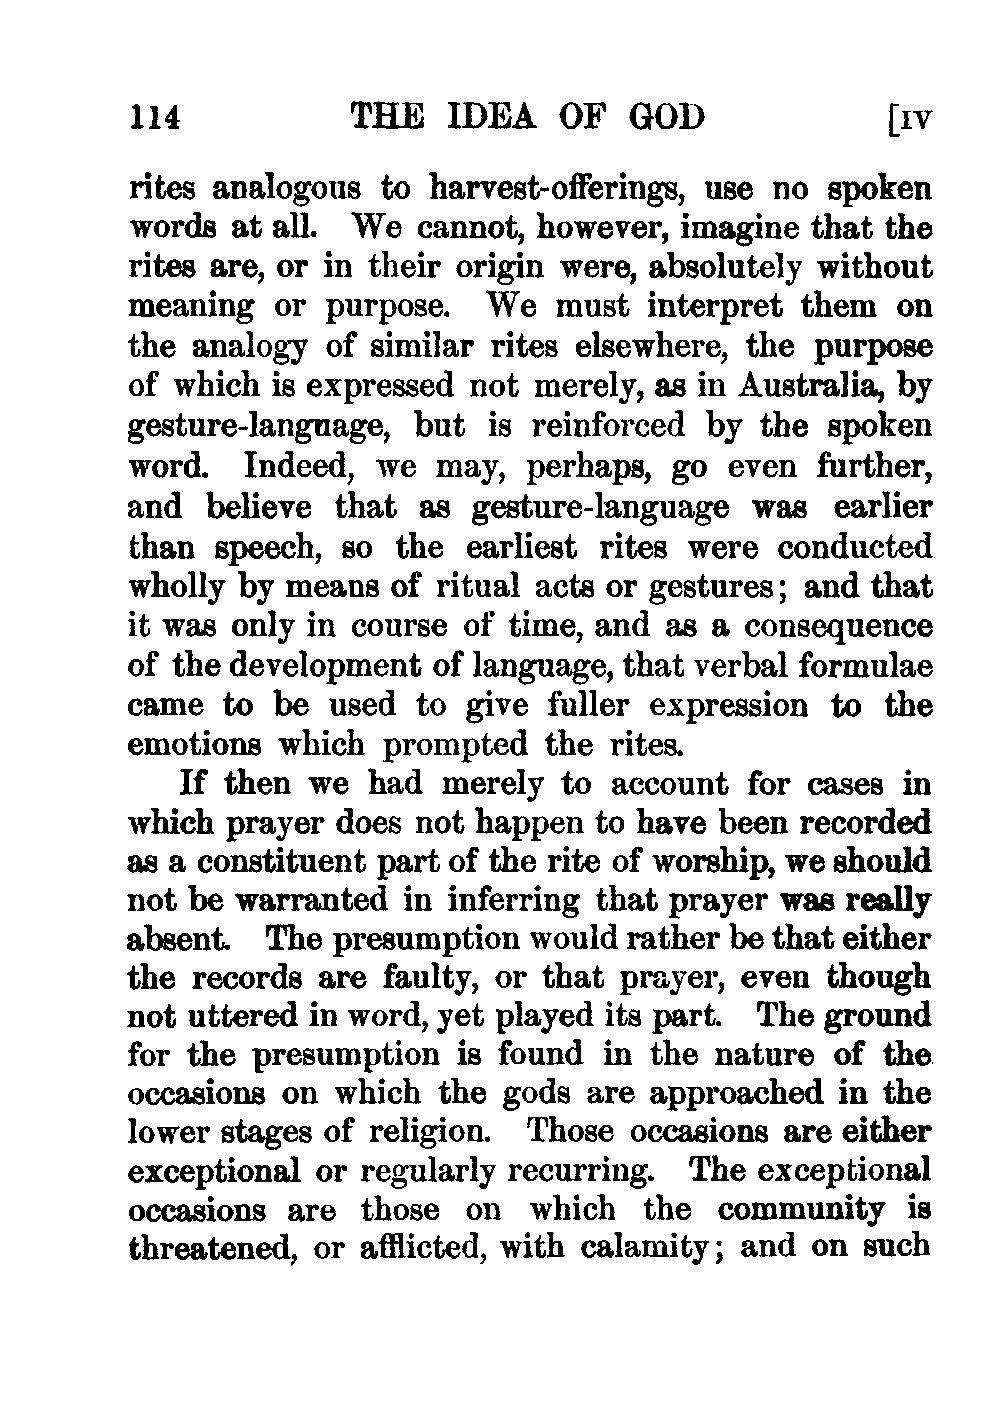 114 THE IDEA OF GOD [IV
rites analogous to harvest-offerings, use no spoken
words at all. We cannot, however, imagine that the
rites are, or in their origin were, absolutely without
meaning or purpose. We must interpret them on
the analogy of similar rites elsewhere, the purpose
of which is expressed not merely, as in Australia, by
gesture-language, but is reinforced by the spoken
word. Indeed, we may, perhaps, go even further,
and believe that as gesture-language was earlier
than speech, so the earliest rites were conducted
wholly by means of ritual acts or gestures; and that
it was only in course of time, and as a consequence
of the development of language, that verbal formulae
came to be used to give fuller expression to the
emotions which prompted the rites.
If then we had merely to account for cases in
which prayer does not happen to have been recorded
as a constituent part of the rite of worship, we should
not be warranted in inferring that prayer was really
absent. The presumption would rather be that either
the records are faulty, or that prayer, even though
not uttered in word, yet played its part. The ground
for the presumption is found in the nature of the
occasions on which the gods are approached in the
lower stages of religion. Those occasions are either
exceptional or regularly recurring. The exceptional
occasions are those on which the community is
threatened, or afflicted, with calamity; and on such